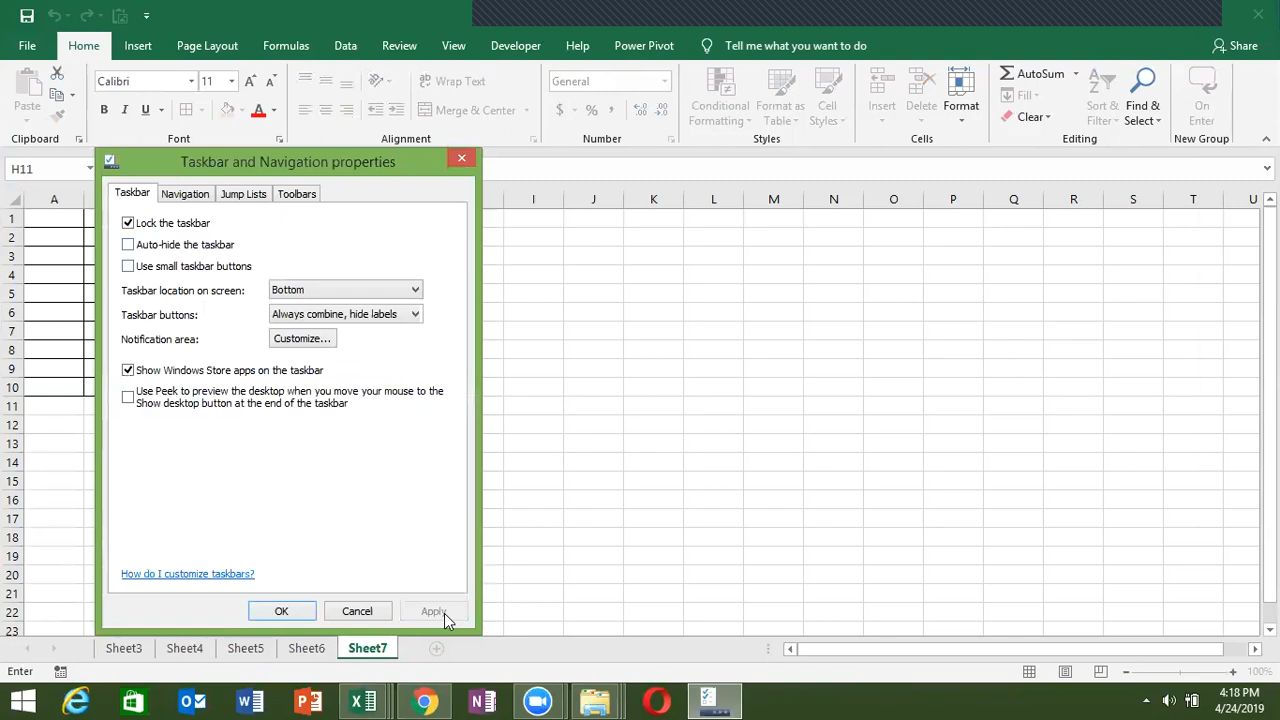 File Home Insert Page Layout Formulas Data Review View Developer Help Power Pivot Tell me what you want to do Share
Calibri 11 Wrap Text General AutoSum
Paste Conditional Format as Insert Delete Format Fill Sort & Find &
B I U A Merge & Center $ % , Formatting Table Styles Clear Filter Select Enter
Clipboard Font Alignment Number Styles Cells Editing New Group
H11 Taskbar and Navigation properties
Taskbar Navigation Jump Lists Toolbars
A I J K L M N O P Q R S T U
1
2
3
4
5
6
7
8
9
10
11
12
13
14
15
16
17
18
19
20
21
22
23
Lock the taskbar
Auto-hide the taskbar
Use small taskbar buttons
Taskbar location on screen: Bottom
Taskbar buttons: Always combine, hide labels
Notification area: Customize...
Show Windows Store apps on the taskbar
Use Peek to preview the desktop when you move your mouse to the
Show desktop button at the end of the taskbar
How do I customize taskbars?
OK Cancel Apply
Sheet3 Sheet4 Sheet5 Sheet6 Sheet7
Enter 100%
4:18 PM
4/24/2019